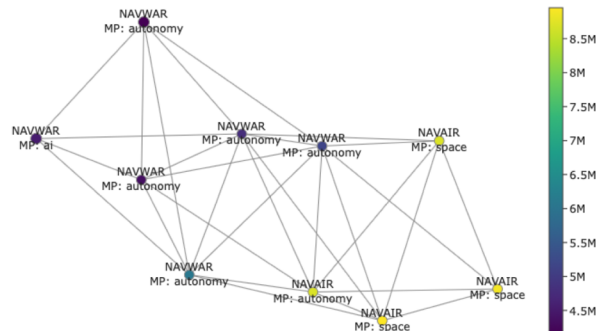 NAVWAR
MP: autonomy
NAVWAR
MP: ai
NAVWAR
MP: autonomy
NAVWAR
MP: autonomy
NAVAIR
MP: space
NAVWAR
MP: autonomy
NAVWAR
MP: autonomy
NAVAIR
MP: autonomy
NAVAIR
MP: space
NAVAIR
MP: space
8.5M
8M
7.5M
7M
6.5M
6M
5.5M
5M
4.5M